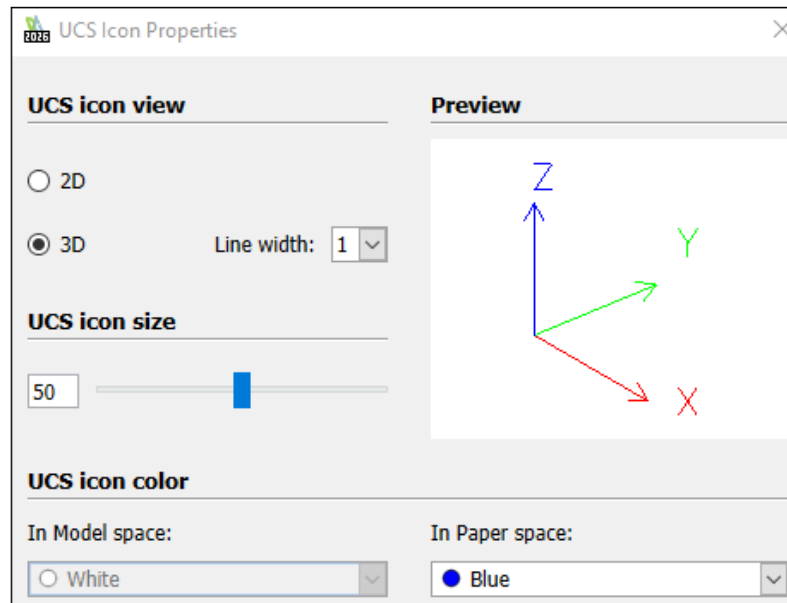 2026 UCS Icon Properties
UCS icon view
Preview
2D
3D
Line width: 1
Z
Y
X
UCS icon size
50
UCS icon color
In Model space:
In Paper space:
White
Blue